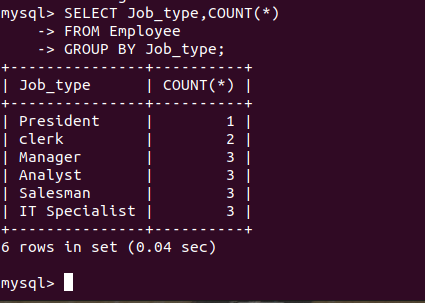 mysql> SELECT Job_type,COUNT(*)
    -> FROM Employee
    -> GROUP BY Job_type;
+---------------+----------+
| Job_type      | COUNT(*) |
+---------------+----------+
| President     |        1 |
| clerk         |        2 |
| Manager       |        3 |
| Analyst       |        3 |
| Salesman      |        3 |
| IT Specialist |        3 |
+---------------+----------+
6 rows in set (0.04 sec)
mysql>